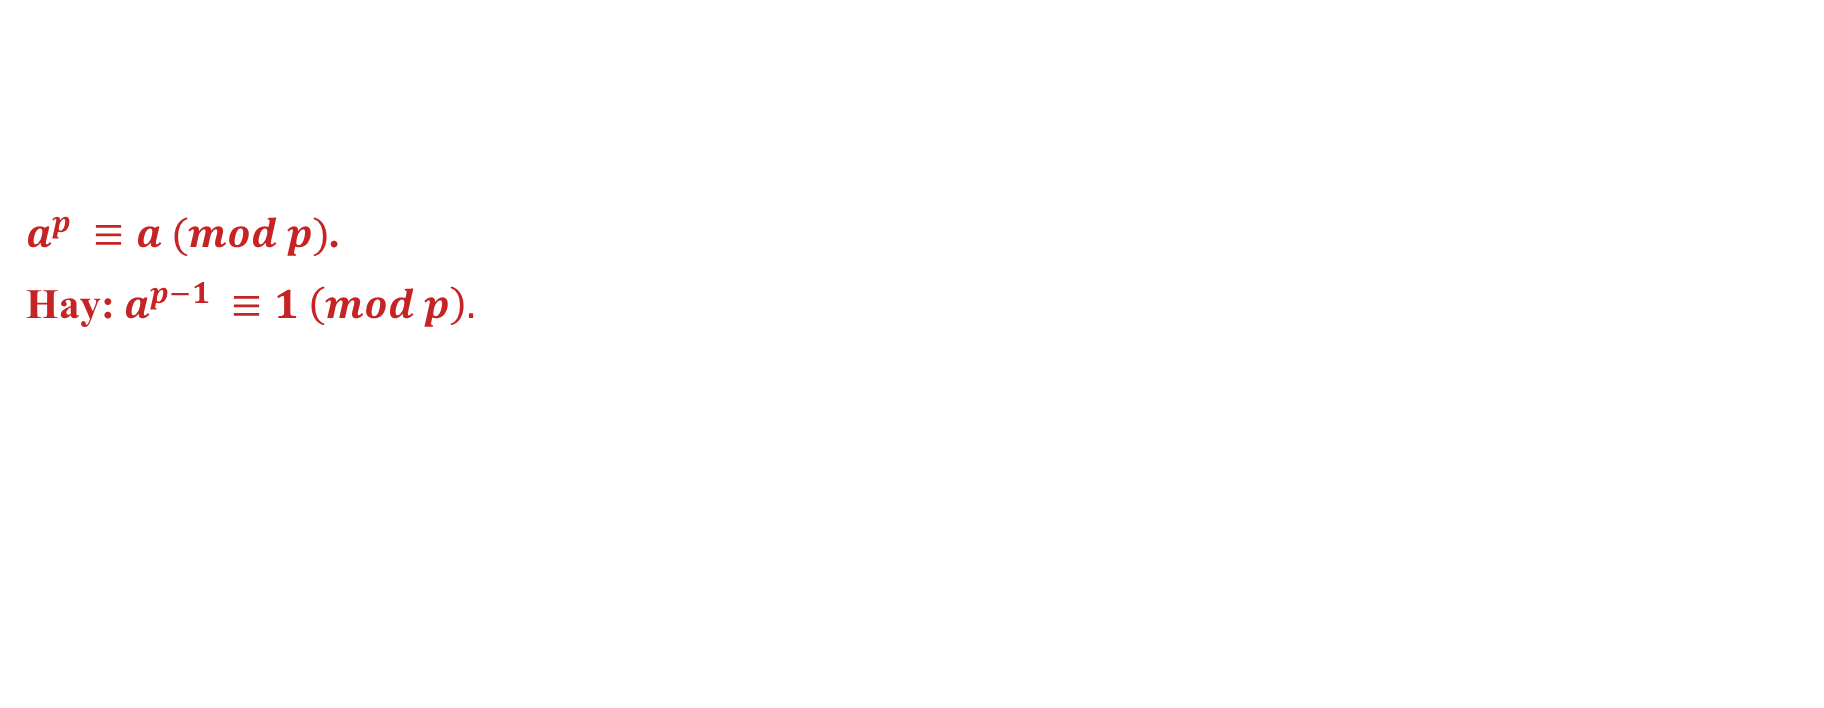 a^p ≡ a (mod p).
Hay: a^{p−1} ≡ 1 (mod p).